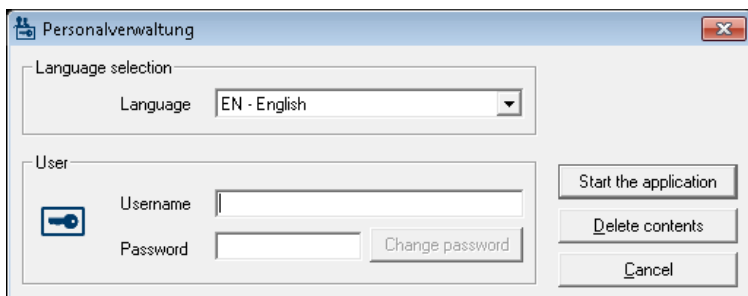 Personalverwaltung
Language selection
Language EN - English
User
Username
Password Change password
Start the application
Delete contents
Cancel